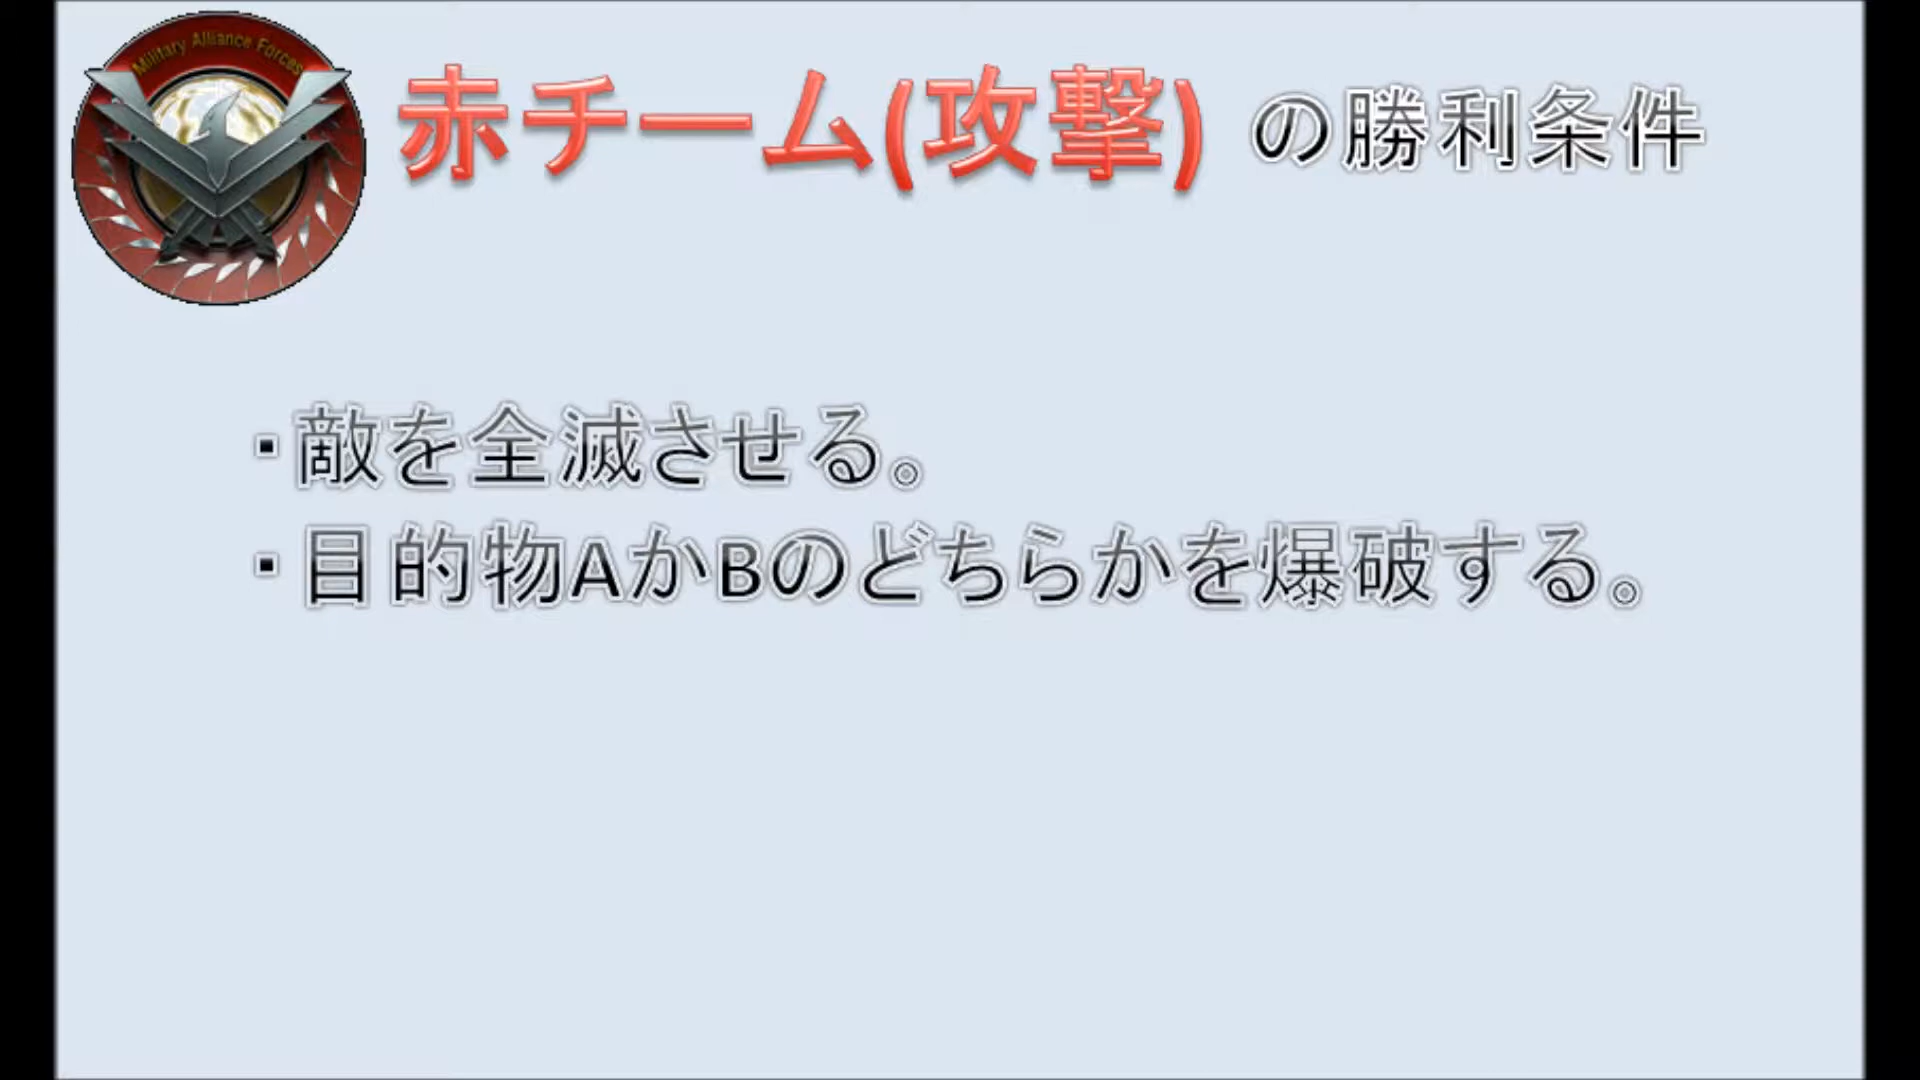 Military Alliance Forces
赤チーム(攻撃) の勝利条件
・敵を全滅させる。
・目的物AかBのどちらかを爆破する。